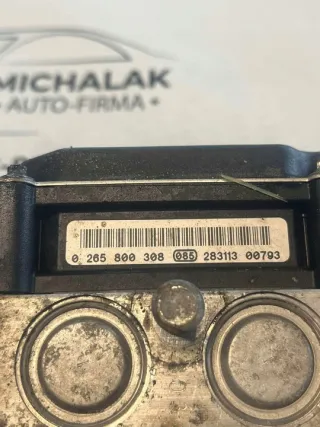 MICHALAK
AUTO-FIRMA
0 265 800 308 085 283113 00793